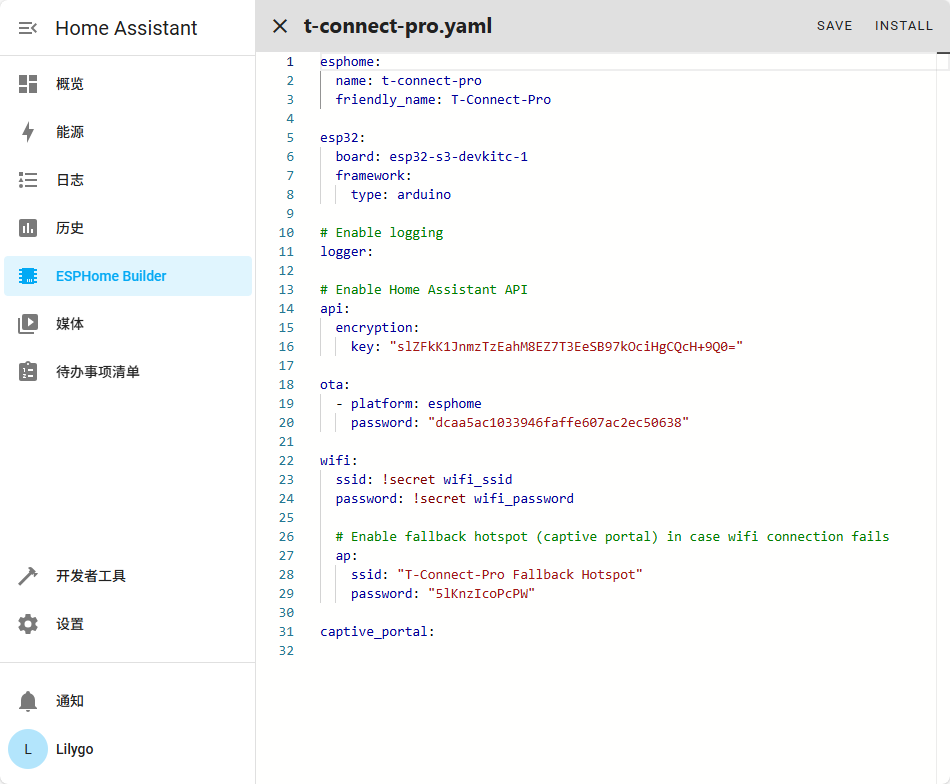 Home Assistant
概览
能源
日志
历史
ESPHome Builder
媒体
待办事项清单
开发者工具
设置
通知
L Lilygo
t-connect-pro.yaml SAVE INSTALL
1 esphome:
2 name: t-connect-pro
3 friendly_name: T-Connect-Pro
4
5 esp32:
6 board: esp32-s3-devkitc-1
7 framework:
8 type: arduino
9
10 # Enable logging
11 logger:
12
13 # Enable Home Assistant API
14 api:
15 encryption:
16 key: "slZFkK1JnmzTzEahM8EZ7T3EeSB97kOciHgCQcH+9Q0="
17
18 ota:
19 - platform: esphome
20 password: "dcaa5ac1033946faffe607ac2ec50638"
21
22 wifi:
23 ssid: !secret wifi_ssid
24 password: !secret wifi_password
25
26 # Enable fallback hotspot (captive portal) in case wifi connection fails
27 ap:
28 ssid: "T-Connect-Pro Fallback Hotspot"
29 password: "5lKnzIcoPcPW"
30
31 captive_portal:
32